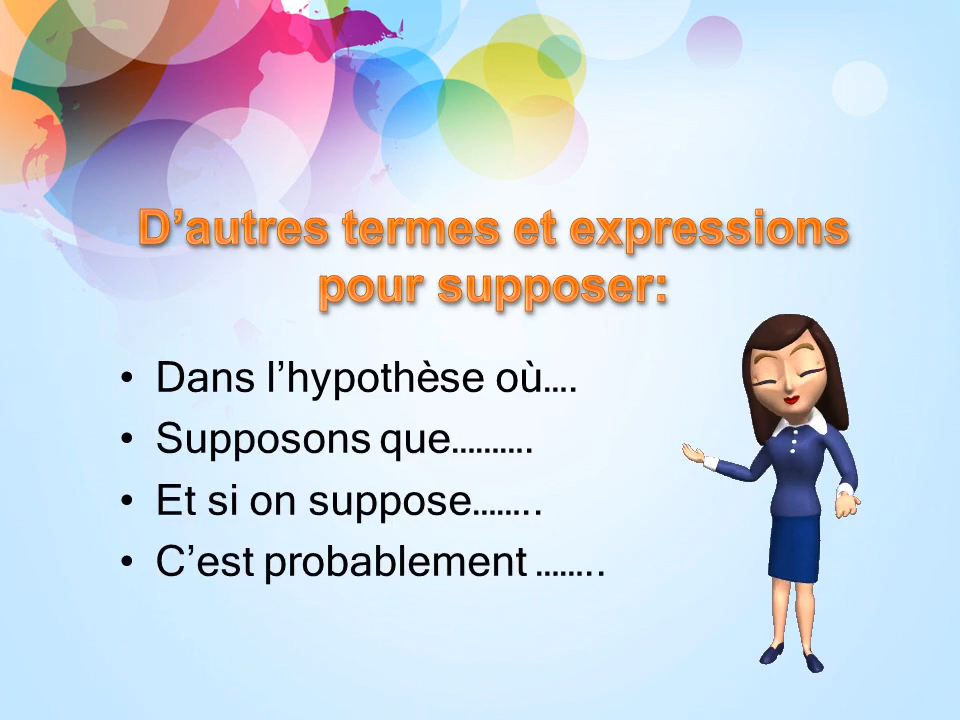 D’autres termes et expressions
pour supposer:
• Dans l’hypothèse où….
• Supposons que……….
• Et si on suppose……..
• C’est probablement ……..